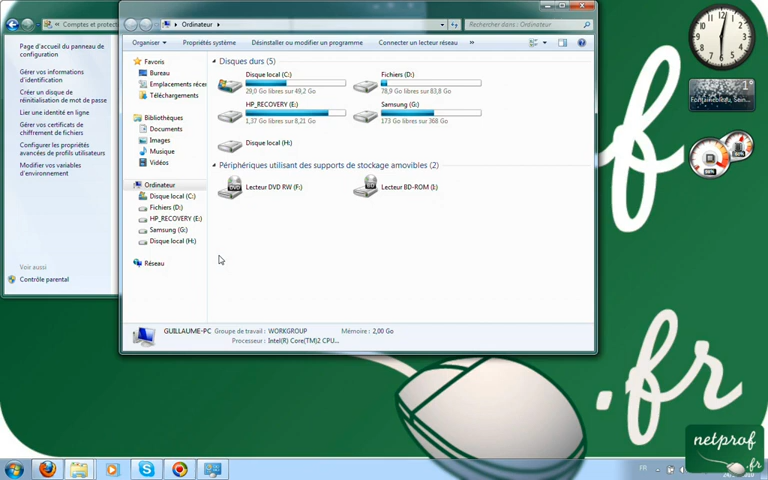 Comptes et protect
Page d'accueil du panneau de
configuration
Gérer vos informations
d'identification
Créer un disque de
réinitialisation de mot de passe
Lier une identité en ligne
Gérer vos certificats de
chiffrement de fichiers
Configurer les propriétés
avancées de profils utilisateurs
Modifier vos variables
d'environnement
Voir aussi
Contrôle parental
Ordinateur
Rechercher dans : Ordinateur
Organiser
Propriétés système
Désinstaller ou modifier un programme
Connecter un lecteur réseau
Favoris
Bureau
Emplacements récen
Téléchargements
Bibliothèques
Documents
Images
Musique
Vidéos
Ordinateur
Disque local (C:)
Fichiers (D:)
HP_RECOVERY (E:)
Samsung (G:)
Disque local (H:)
Réseau
Disques durs (5)
Disque local (C:)
29,0 Go libres sur 49,2 Go
Fichiers (D:)
78,9 Go libres sur 83,8 Go
HP_RECOVERY (E:)
1,37 Go libres sur 8,21 Go
Samsung (G:)
173 Go libres sur 368 Go
Disque local (H:)
Périphériques utilisant des supports de stockage amovibles (2)
Lecteur DVD RW (F:)
DVD
Lecteur BD-ROM (I:)
BD
GUILLAUME-PC
Groupe de travail : WORKGROUP
Mémoire : 2,00 Go
Processeur : Intel(R) Core(TM)2 CPU...
1°
Fontainebleau, Sein...
.fr
netprof
.fr
FR